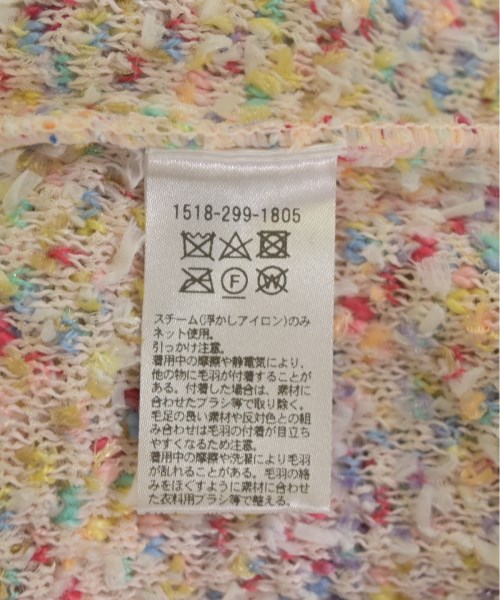 1518-299-1805
F
W
スチーム(浮かしアイロン)のみ
ネット使用。
引っかけ注意。
着用中の摩擦や静電気により、
他の物に毛羽が付着することが
ある。付着した場合は、素材に
合わせたブラシ等で取り除く。
毛足の長い素材や反対色との組
み合わせは毛羽の付着が目立ち
やすくなるため注意。
着用中の摩擦や洗濯により毛羽
が乱れることがある。毛羽の絡
みをほぐすように素材に合わせ
た衣料用ブラシ等で整える。